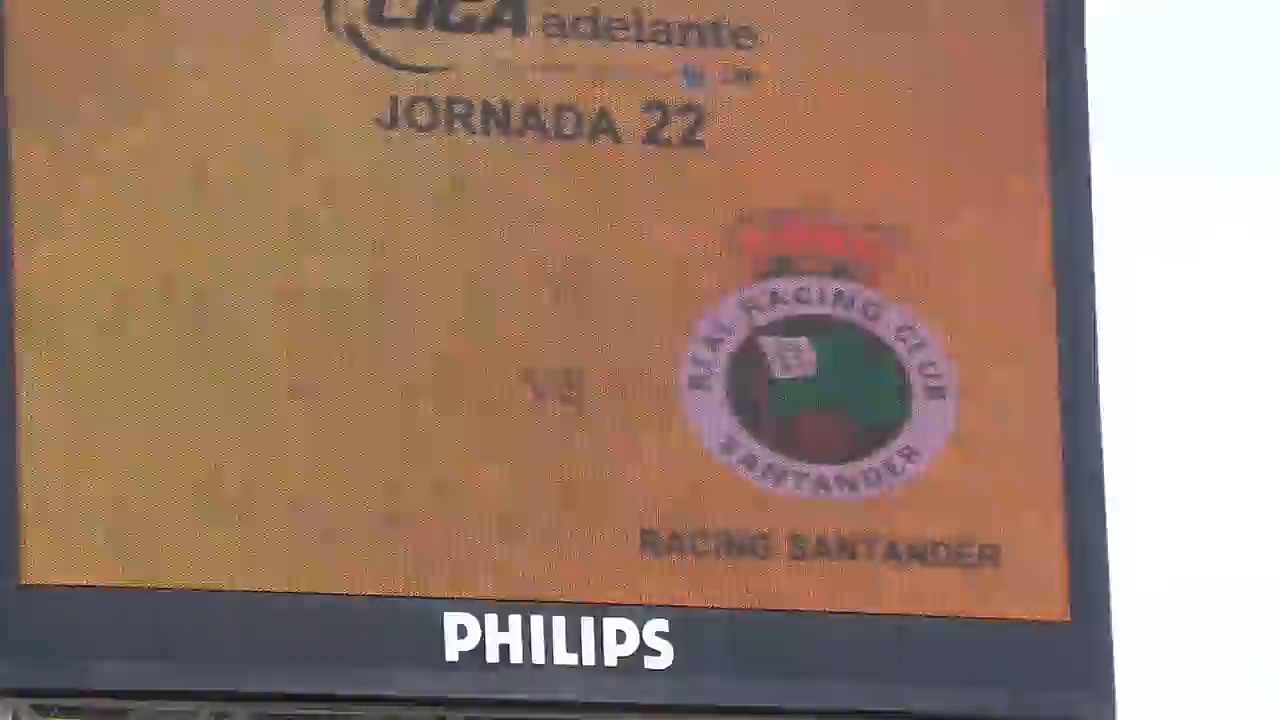 LIGA adelante
JORNADA 22
VS
REAL RACING CLUB
SANTANDER
RACING SANTANDER
PHILIPS